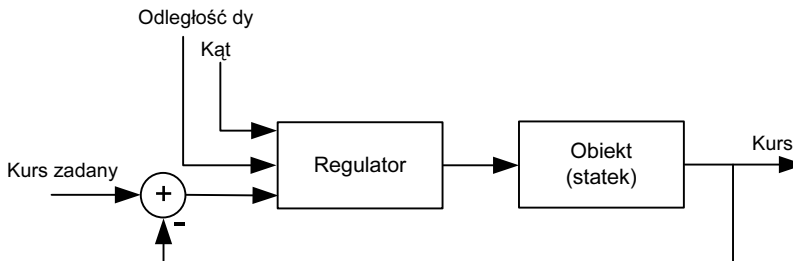 Odległość dy
Kąt
Kurs zadany
+
-
Regulator
Obiekt
(statek)
Kurs